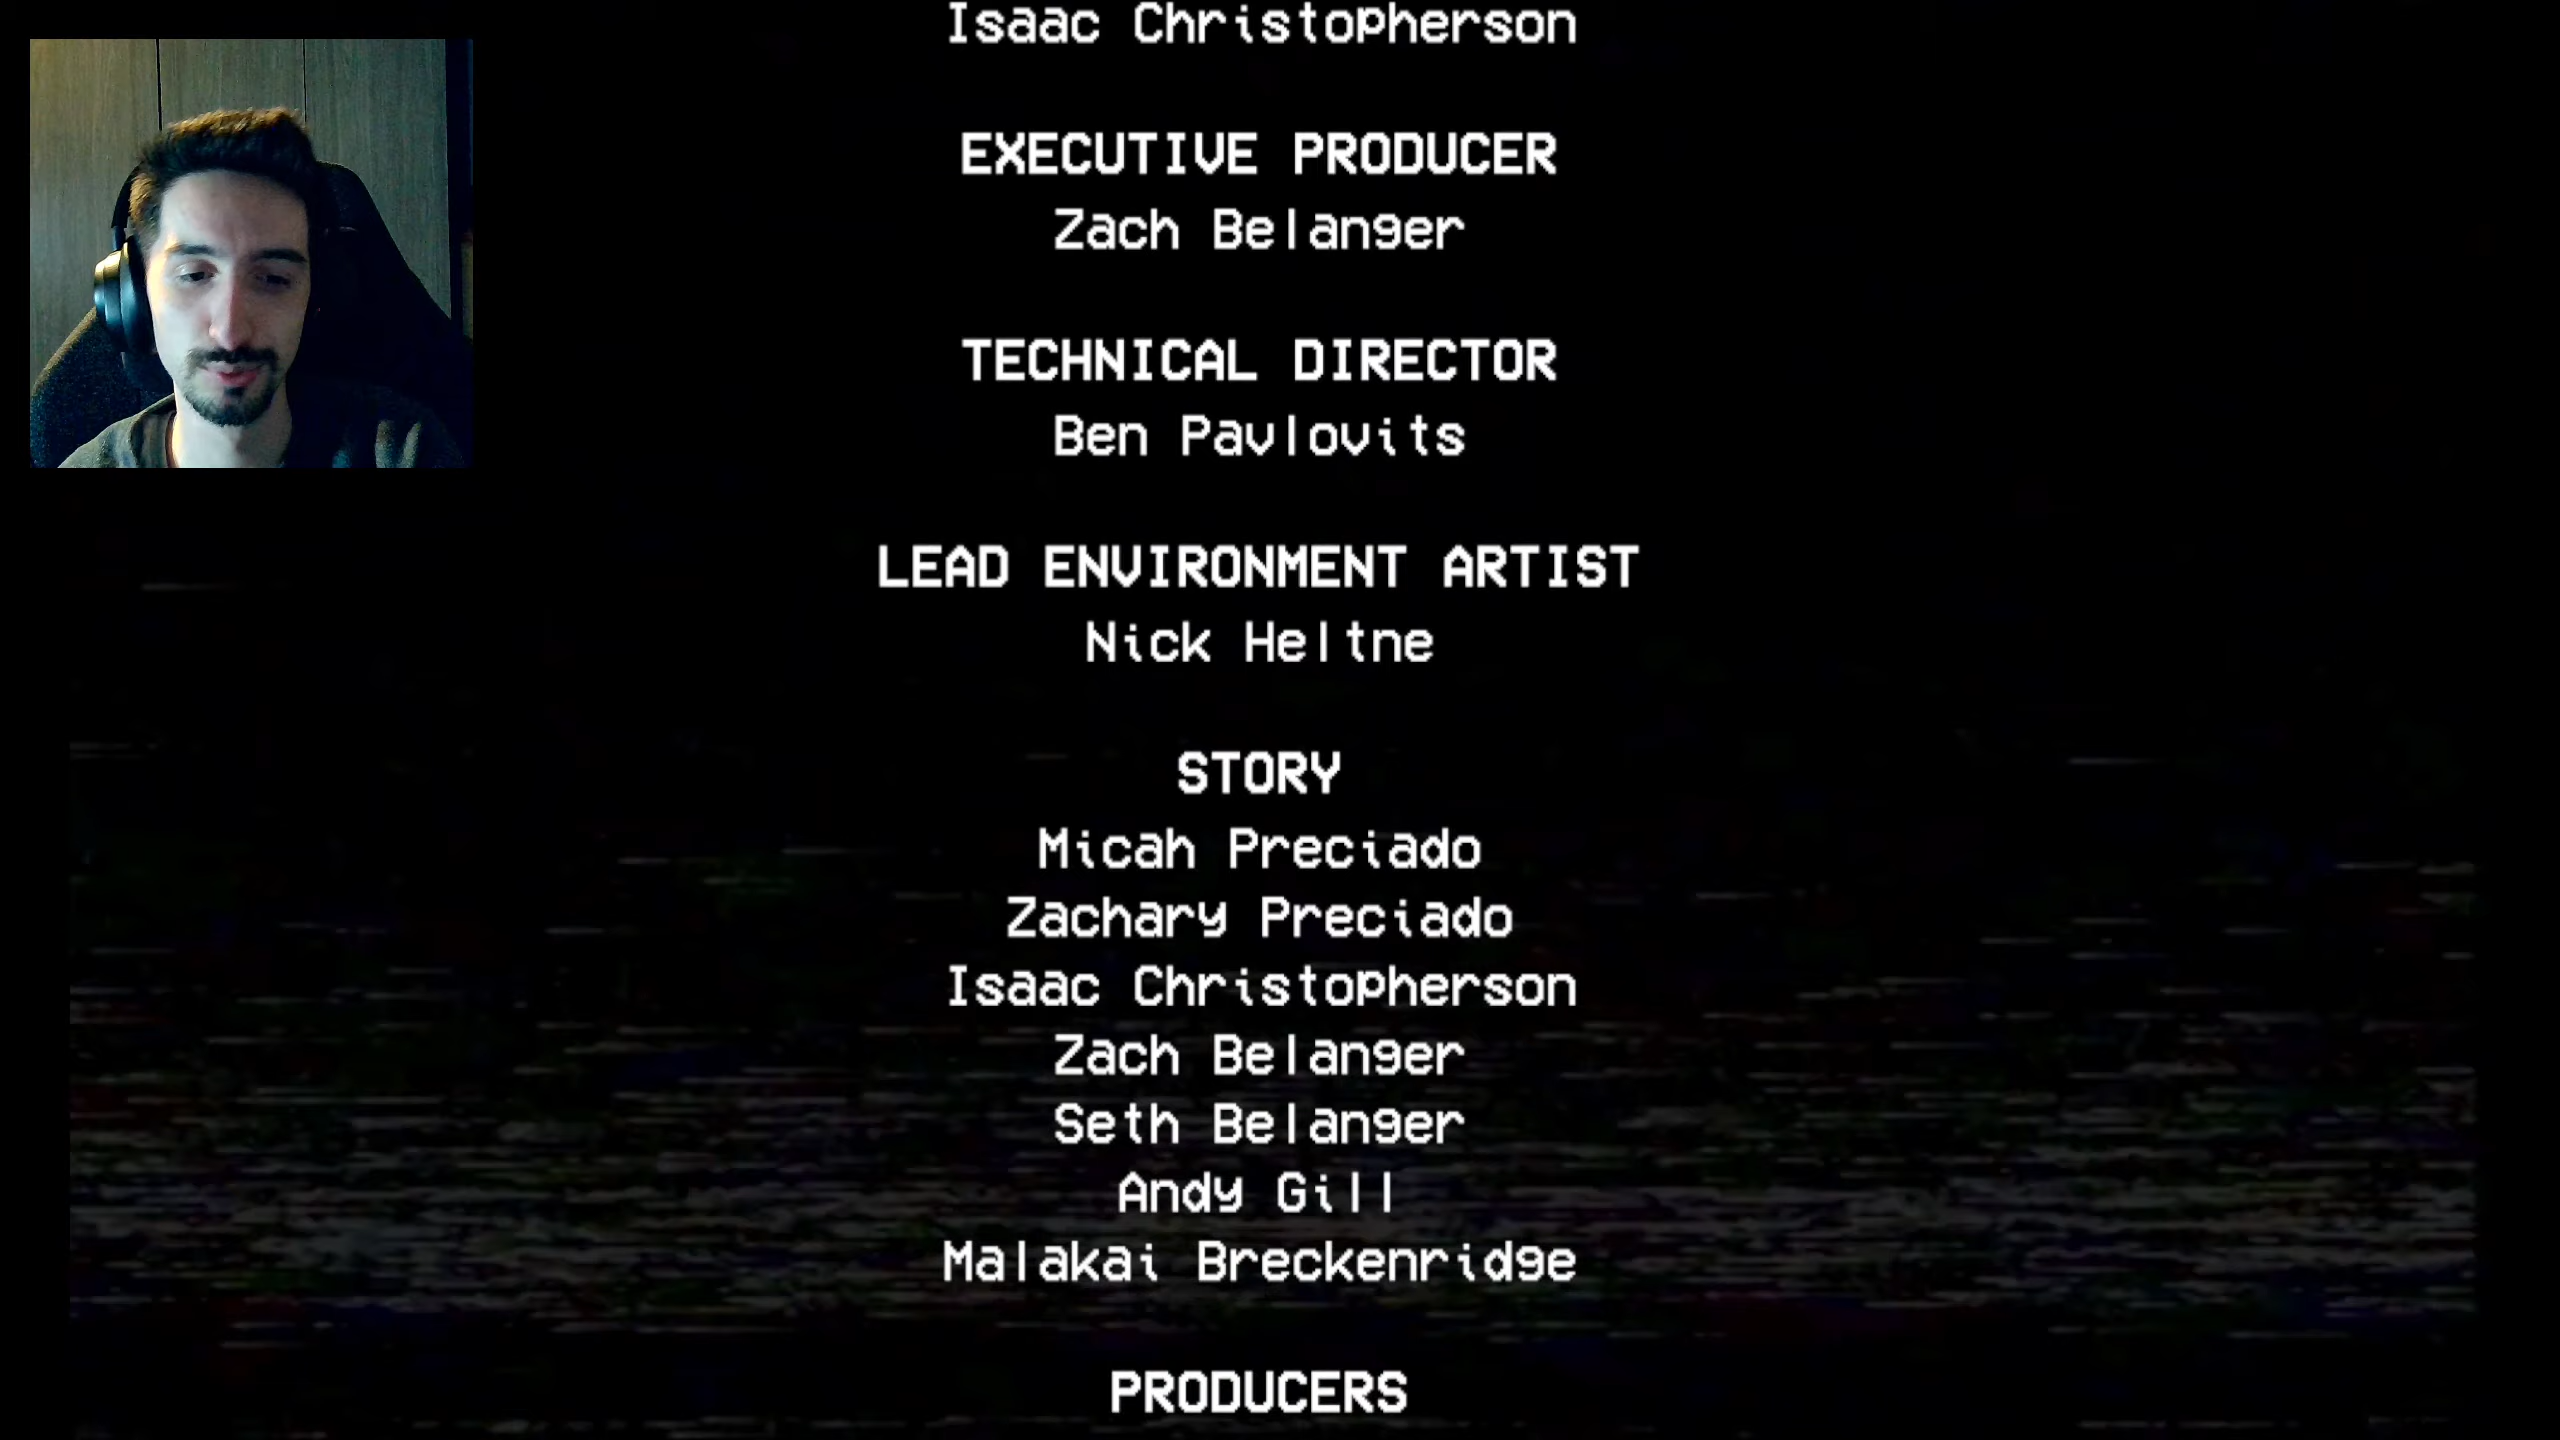 Isaac Christopherson
EXECUTIVE PRODUCER
Zach Belanger
TECHNICAL DIRECTOR
Ben Pavlovits
LEAD ENVIRONMENT ARTIST
Nick Heltne
STORY
Micah Preciado
Zachary Preciado
Isaac Christopherson
Zach Belanger
Seth Belanger
Andy Gill
Malakai Breckenridge
PRODUCERS